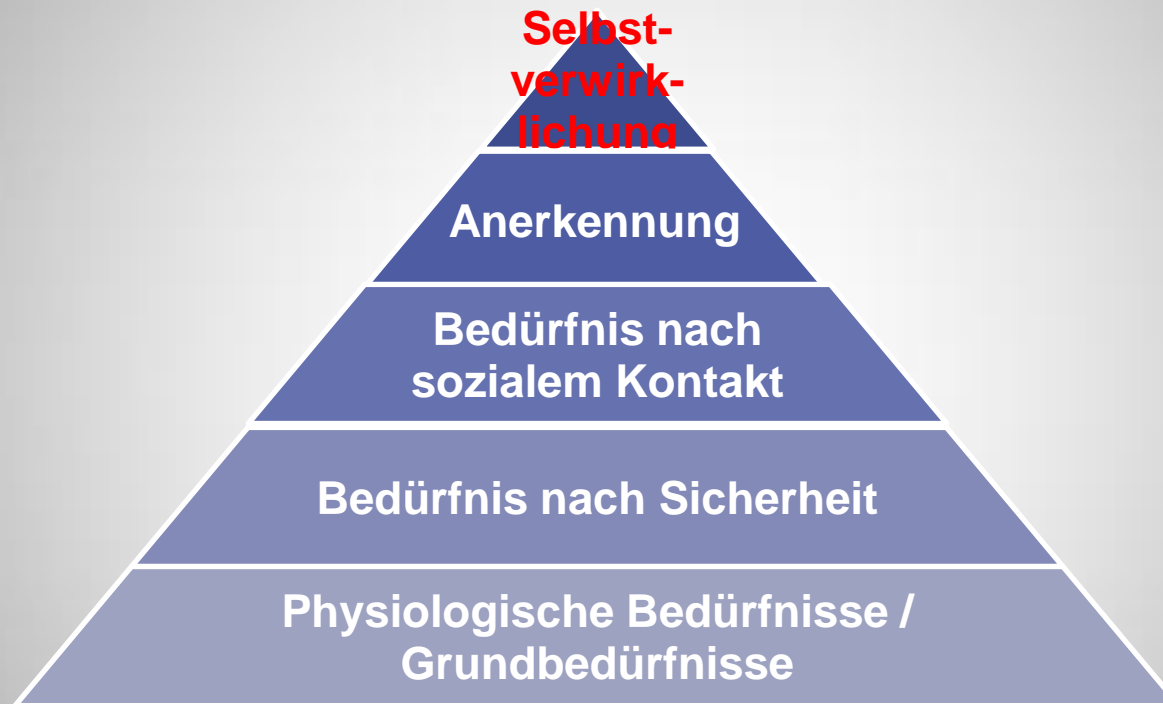 Selbst-
verwirk-
lichung
Anerkennung
Bedürfnis nach
sozialem Kontakt
Bedürfnis nach Sicherheit
Physiologische Bedürfnisse /
Grundbedürfnisse